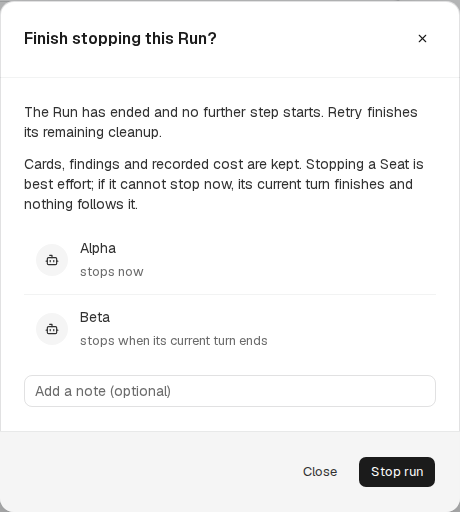 Finish stopping this Run?
The Run has ended and no further step starts. Retry finishes
its remaining cleanup.
Cards, findings and recorded cost are kept. Stopping a Seat is
best effort; if it cannot stop now, its current turn finishes and
nothing follows it.
Alpha
stops now
Beta
stops when its current turn ends
Add a note (optional)
Close
Stop run